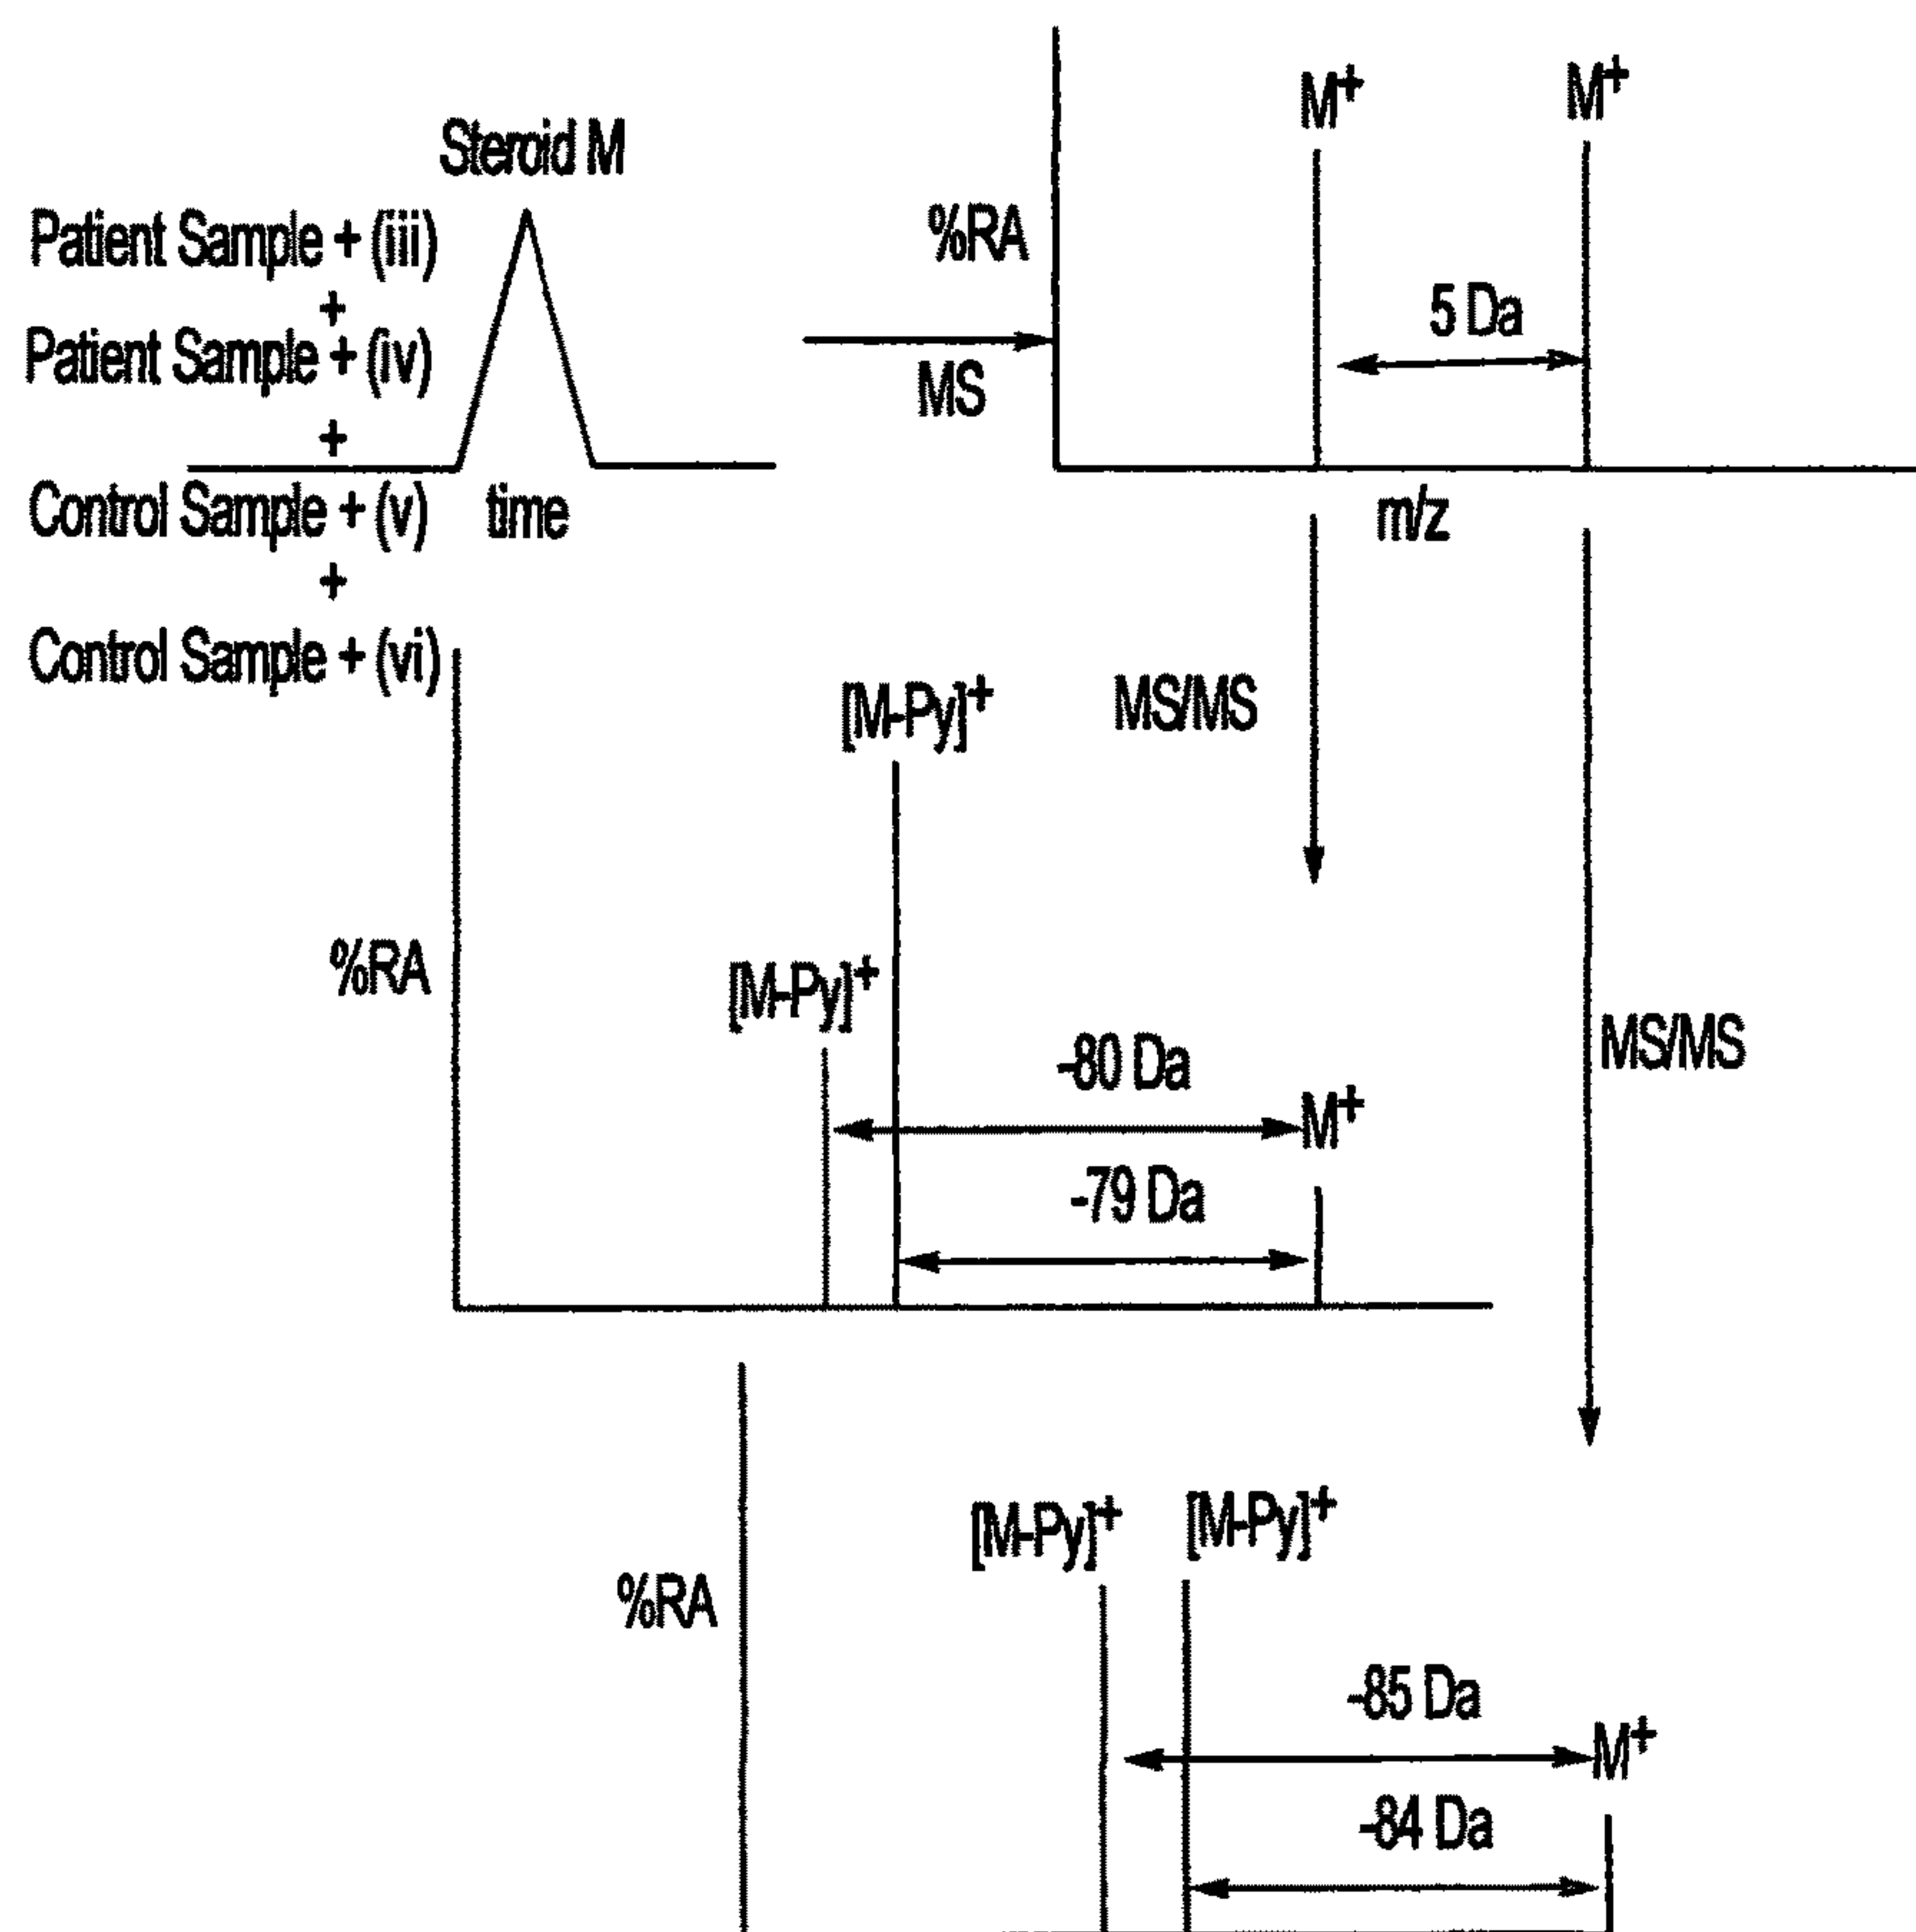 Steroid M
Patient Sample + (iii)
+
Patient Sample + (iv)
+
Control Sample + (v)
+
Control Sample + (vi)
time
MS
%RA
M+
M+
5 Da
m/z
MS/MS
MS/MS
%RA
[M-Py]+
[M-Py]+
-80 Da
M+
-79 Da
%RA
[M-Py]+
[M-Py]+
-85 Da
M+
-84 Da